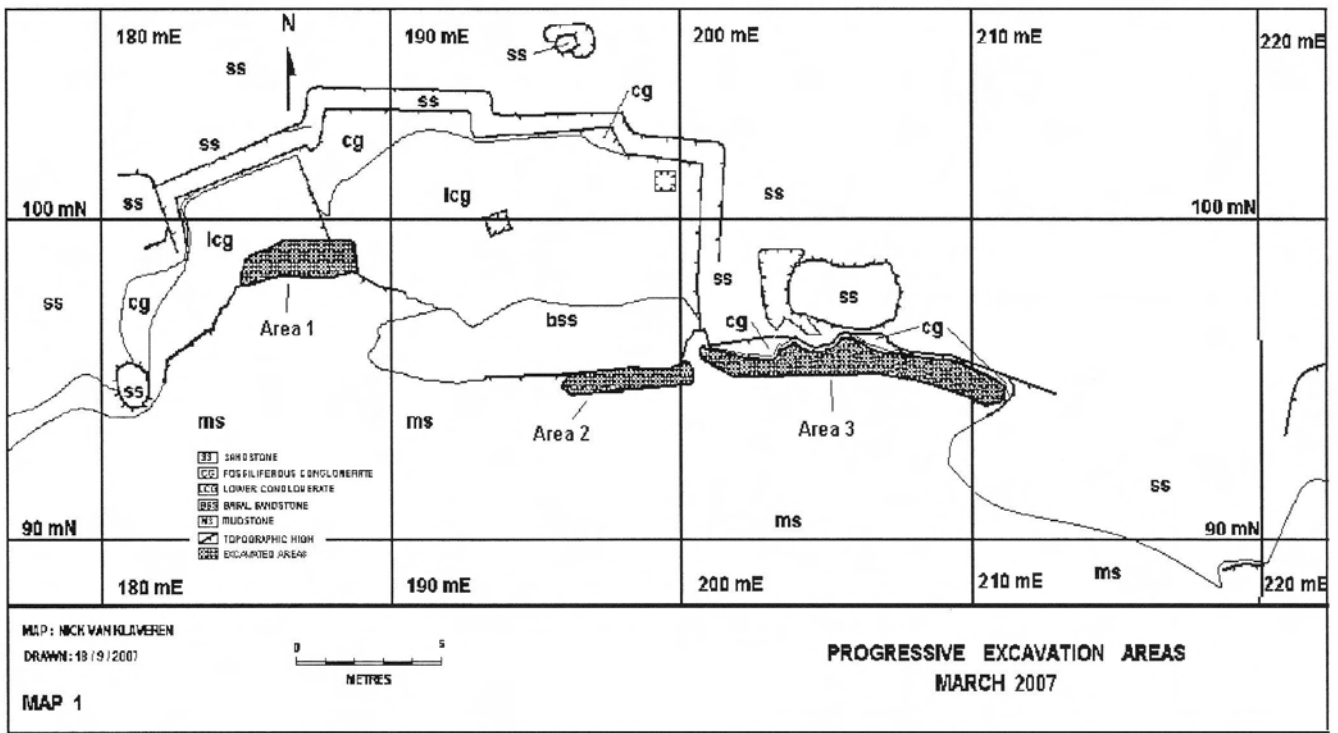 180 mE
190 mE
200 mE
210 mE
220 mE
N
ss
ss
ss
ss
cg
ss
cg
ss
100 mN
lcg
ss
100 mN
lcg
ss
cg
ss
ss
Area 1
bss
cg
cg
ss
ms
ms
Area 2
Area 3
ss
SS SANDSTONE
CG FOSSILIFEROUS CONGLOMERATE
LCG LOWER CONGLOMERATE
BSS BASAL SANDSTONE
MS MUDSTONE
TOPOGRAPHIC HIGH
EXCAVATED AREAS
ms
90 mN
90 mN
ms
180 mE
190 mE
200 mE
210 mE
220 mE
MAP : NICK VAN KLAVEREN
DRAWN : 18 / 9 / 2007
0 5
METRES
PROGRESSIVE EXCAVATION AREAS
MARCH 2007
MAP 1